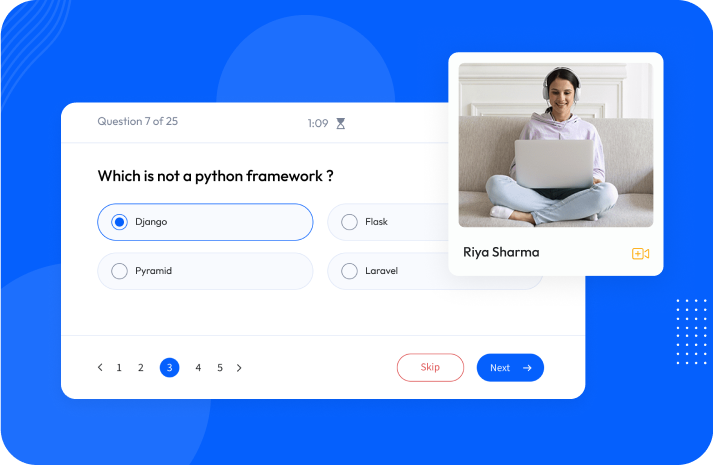 Question 7 of 25
1:09
Which is not a python framework ?
Django
Flask
Pyramid
Laravel
Riya Sharma
1 2 3 4 5
Skip
Next